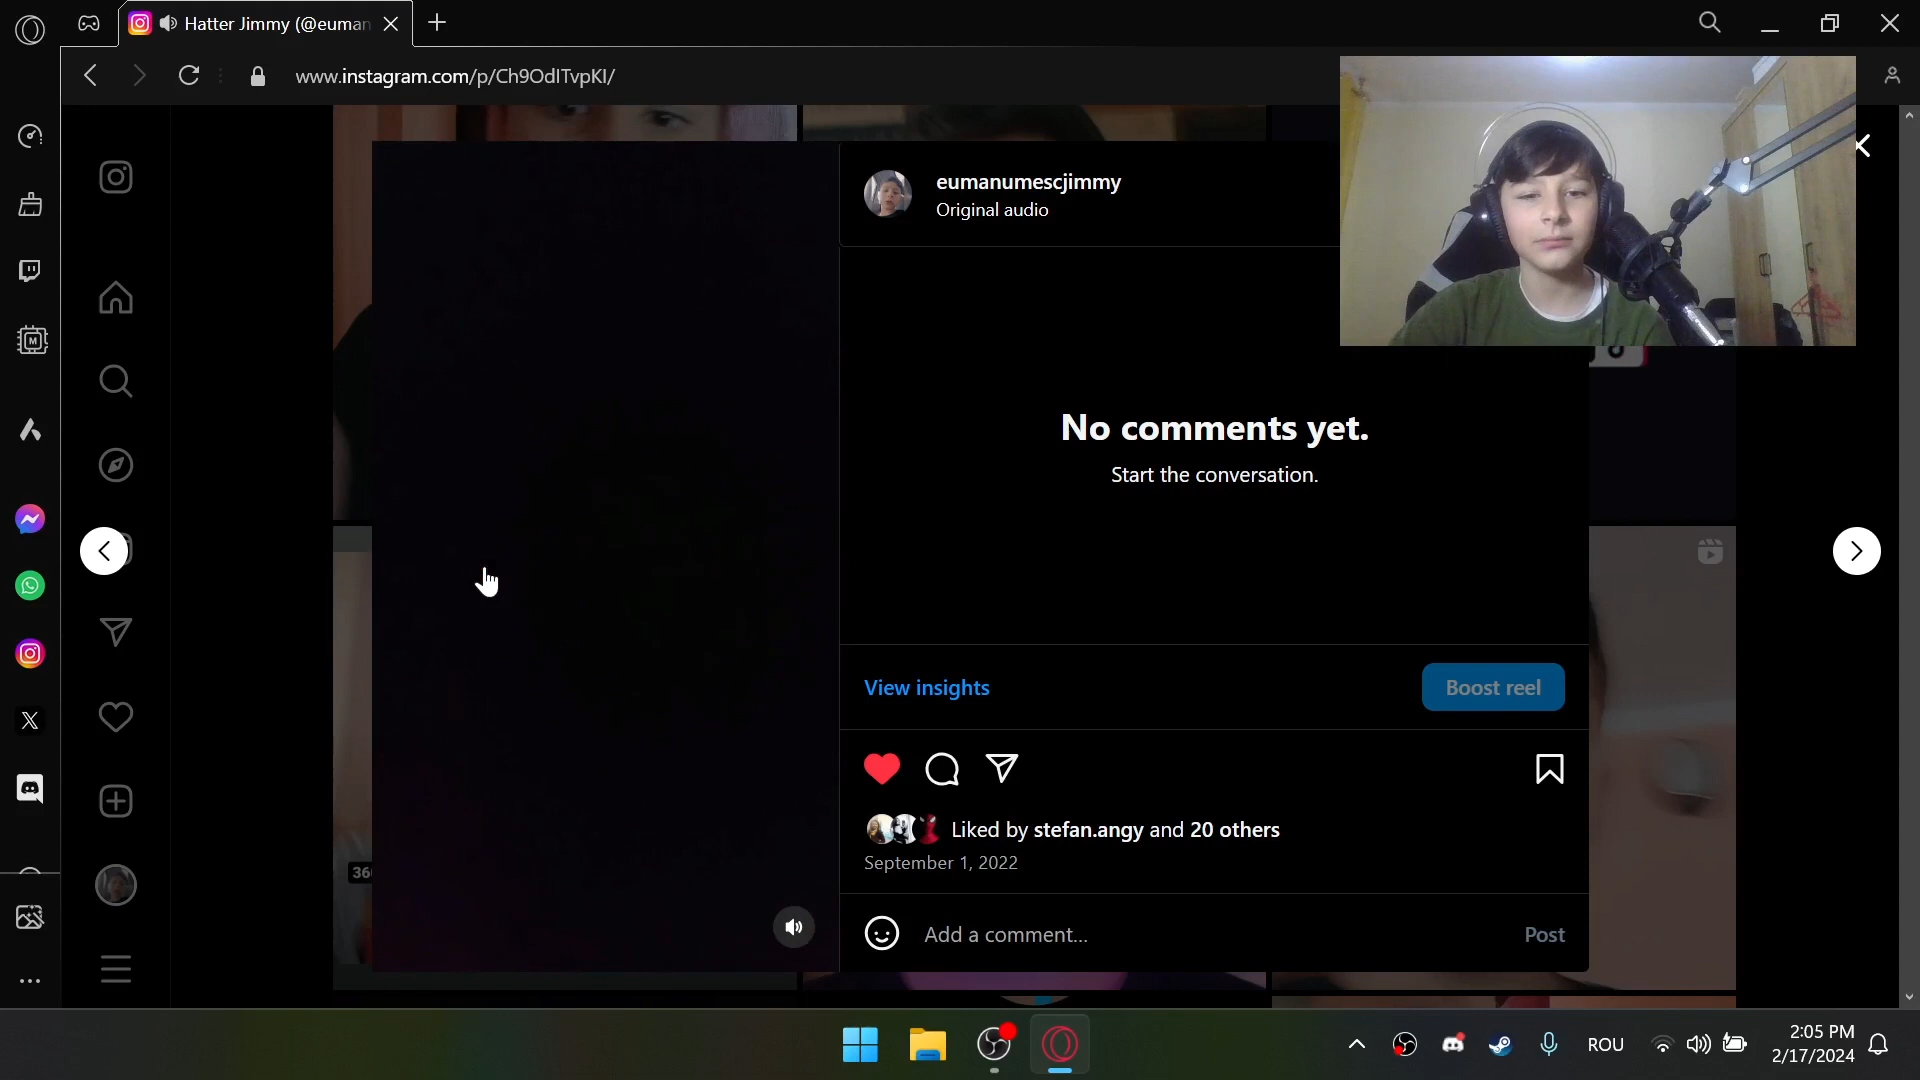 Hatter Jimmy (@euman
www.instagram.com/p/Ch9OdlTvpKI/
eumanumescjimmy
Original audio
No comments yet.
Start the conversation.
View insights
Boost reel
Liked by stefan.angy and 20 others
September 1, 2022
36
Add a comment...
Post
ROU
2:05 PM
2/17/2024